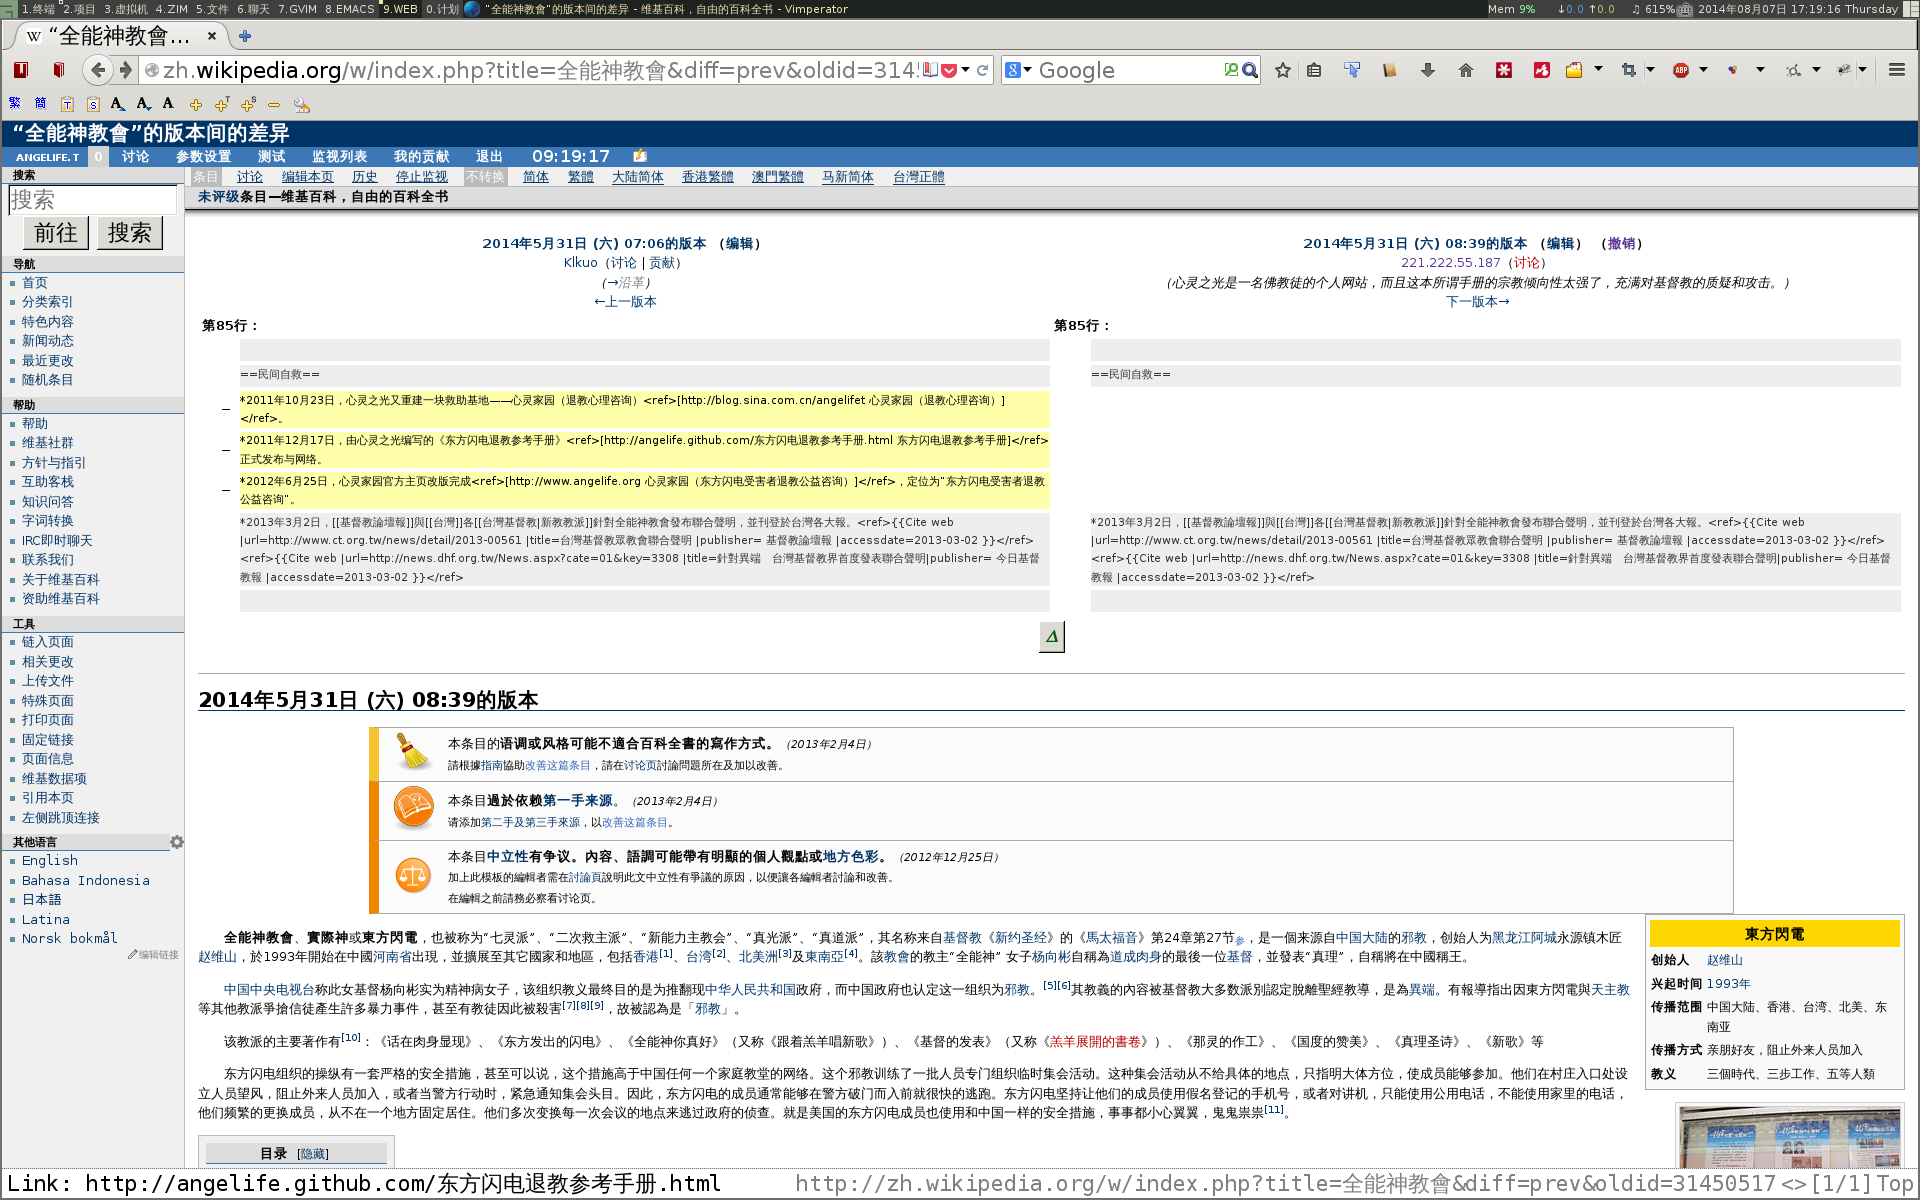 1.终端 2.项目 3.虚拟机 4.ZIM 5.文件 6.聊天 7.GVIM 8.EMACS 9.WEB 0.计划 “全能神教會”的版本间的差异 - 维基百科，自由的百科全书 - Vimperator Mem 9% ↓0.0 ↑0.0 ♫ 615% 2014年08月07日 17:19:16 Thursday
W “全能神教會...
zh.wikipedia.org/w/index.php?title=全能神教會&diff=prev&oldid=314! Google ABP
繁 簡 T S A A A
“全能神教會”的版本间的差异
ANGELIFE.T 0 讨论 参数设置 测试 监视列表 我的贡献 退出 09:19:17
搜索
条目 讨论 编辑本页 历史 停止监视 不转换 简体 繁體 大陆简体 香港繁體 澳門繁體 马新简体 台灣正體
搜索
未评级条目—维基百科，自由的百科全书
前往 搜索
导航
首页
分类索引
特色内容
新闻动态
最近更改
随机条目
帮助
帮助
维基社群
方针与指引
互助客栈
知识问答
字词转换
IRC即时聊天
联系我们
关于维基百科
资助维基百科
工具
链入页面
相关更改
上传文件
特殊页面
打印页面
固定链接
页面信息
维基数据项
引用本页
左侧跳顶连接
其他语言
English
Bahasa Indonesia
日本語
Latina
Norsk bokmål
编辑链接
2014年5月31日 (六) 07:06的版本 （编辑）
Klkuo（讨论 | 贡献）
（→沿革）
←上一版本
2014年5月31日 (六) 08:39的版本 （编辑） （撤销）
221.222.55.187（讨论）
（心灵之光是一名佛教徒的个人网站，而且这本所谓手册的宗教倾向性太强了，充满对基督教的质疑和攻击。）
下一版本→
第85行：
==民间自救==
*2011年10月23日，心灵之光又重建一块救助基地——心灵家园（退教心理咨询）<ref>[http://blog.sina.com.cn/angelifet 心灵家园（退教心理咨询）]
</ref>。
*2011年12月17日，由心灵之光编写的《东方闪电退教参考手册》<ref>[http://angelife.github.com/东方闪电退教参考手册.html 东方闪电退教参考手册]</ref>
正式发布与网络。
*2012年6月25日，心灵家园官方主页改版完成<ref>[http://www.angelife.org 心灵家园（东方闪电受害者退教公益咨询）]</ref>，定位为"东方闪电受害者退教
公益咨询"。
*2013年3月2日，[[基督教論壇報]]與[[台灣]]各[[台灣基督教|新教教派]]針對全能神教會發布聯合聲明，並刊登於台灣各大報。<ref>{{Cite web
|url=http://www.ct.org.tw/news/detail/2013-00561 |title=台灣基督教眾教會聯合聲明 |publisher= 基督教論壇報 |accessdate=2013-03-02 }}</ref>
<ref>{{Cite web |url=http://news.dhf.org.tw/News.aspx?cate=01&key=3308 |title=針對異端　台灣基督教界首度發表聯合聲明|publisher= 今日基督
教報 |accessdate=2013-03-02 }}</ref>
第85行：
==民间自救==
*2013年3月2日，[[基督教論壇報]]與[[台灣]]各[[台灣基督教|新教教派]]針對全能神教會發布聯合聲明，並刊登於台灣各大報。<ref>{{Cite web
|url=http://www.ct.org.tw/news/detail/2013-00561 |title=台灣基督教眾教會聯合聲明 |publisher= 基督教論壇報 |accessdate=2013-03-02 }}</ref>
<ref>{{Cite web |url=http://news.dhf.org.tw/News.aspx?cate=01&key=3308 |title=針對異端　台灣基督教界首度發表聯合聲明|publisher= 今日基督
教報 |accessdate=2013-03-02 }}</ref>
Δ
2014年5月31日 (六) 08:39的版本
本条目的语调或风格可能不適合百科全書的寫作方式。（2013年2月4日）
請根據指南協助改善这篇条目，請在讨论页討論問題所在及加以改善。
本条目過於依赖第一手来源。（2013年2月4日）
请添加第二手及第三手來源，以改善这篇条目。
本条目中立性有争议。內容、語調可能帶有明顯的個人觀點或地方色彩。（2012年12月25日）
加上此模板的編輯者需在討論頁說明此文中立性有爭議的原因，以便讓各編輯者討論和改善。
在編輯之前請務必察看讨论页。
全能神教會、實際神或東方閃電，也被称为“七灵派”、“二次救主派”、“新能力主教会”、“真光派”、“真道派”，其名称来自基督教《新约圣经》的《馬太福音》第24章第27节参，是一個来源自中国大陆的邪教，创始人为黑龙江阿城永源镇木匠
赵维山，於1993年開始在中國河南省出現，並擴展至其它國家和地區，包括香港[1]、台湾[2]、北美洲[3]及東南亞[4]。該教會的教主“全能神” 女子杨向彬自稱為道成肉身的最後一位基督，並發表“真理”，自稱將在中國稱王。
中国中央电视台称此女基督杨向彬实为精神病女子，该组织教义最终目的是为推翻现中华人民共和国政府，而中国政府也认定这一组织为邪教。[5][6]其教義的內容被基督教大多数派別認定脫離聖經教導，是為異端。有報導指出因東方閃電與天主教
等其他教派爭搶信徒產生許多暴力事件，甚至有教徒因此被殺害[7][8][9]，故被認為是「邪教」。
该教派的主要著作有[10]：《话在肉身显现》、《东方发出的闪电》、《全能神你真好》（又称《跟着羔羊唱新歌》）、《基督的发表》（又称《羔羊展開的書卷》）、《那灵的作工》、《国度的赞美》、《真理圣诗》、《新歌》等
东方闪电组织的操纵有一套严格的安全措施，甚至可以说，这个措施高于中国任何一个家庭教堂的网络。这个邪教训练了一批人员专门组织临时集会活动。这种集会活动从不给具体的地点，只指明大体方位，使成员能够参加。他们在村庄入口处设
立人员望风，阻止外来人员加入，或者当警方行动时，紧急通知集会头目。因此，东方闪电的成员通常能够在警方破门而入前就很快的逃跑。东方闪电坚持让他们的成员使用假名登记的手机号，或者对讲机，只能使用公用电话，不能使用家里的电话，
他们频繁的更换成员，从不在一个地方固定居住。他们多次变换每一次会议的地点来逃过政府的侦查。就是美国的东方闪电成员也使用和中国一样的安全措施，事事都小心翼翼，鬼鬼祟祟[11]。
東方閃電
创始人 赵维山
兴起时间 1993年
传播范围 中国大陆、香港、台湾、北美、东
南亚
传播方式 亲朋好友，阻止外来人员加入
教义 三個時代、三步工作、五等人類
目录 [隐藏]
Link: http://angelife.github.com/东方闪电退教参考手册.html http://zh.wikipedia.org/w/index.php?title=全能神教會&diff=prev&oldid=31450517 <> [1/1] Top